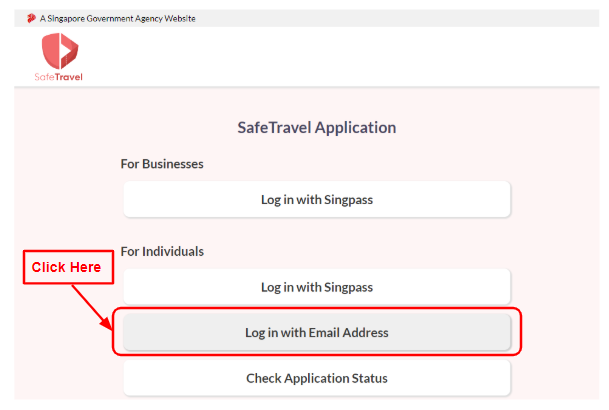 A Singapore Government Agency Website
SafeTravel
SafeTravel Application
For Businesses
Log in with Singpass
For Individuals
Click Here
Log in with Singpass
Log in with Email Address
Check Application Status